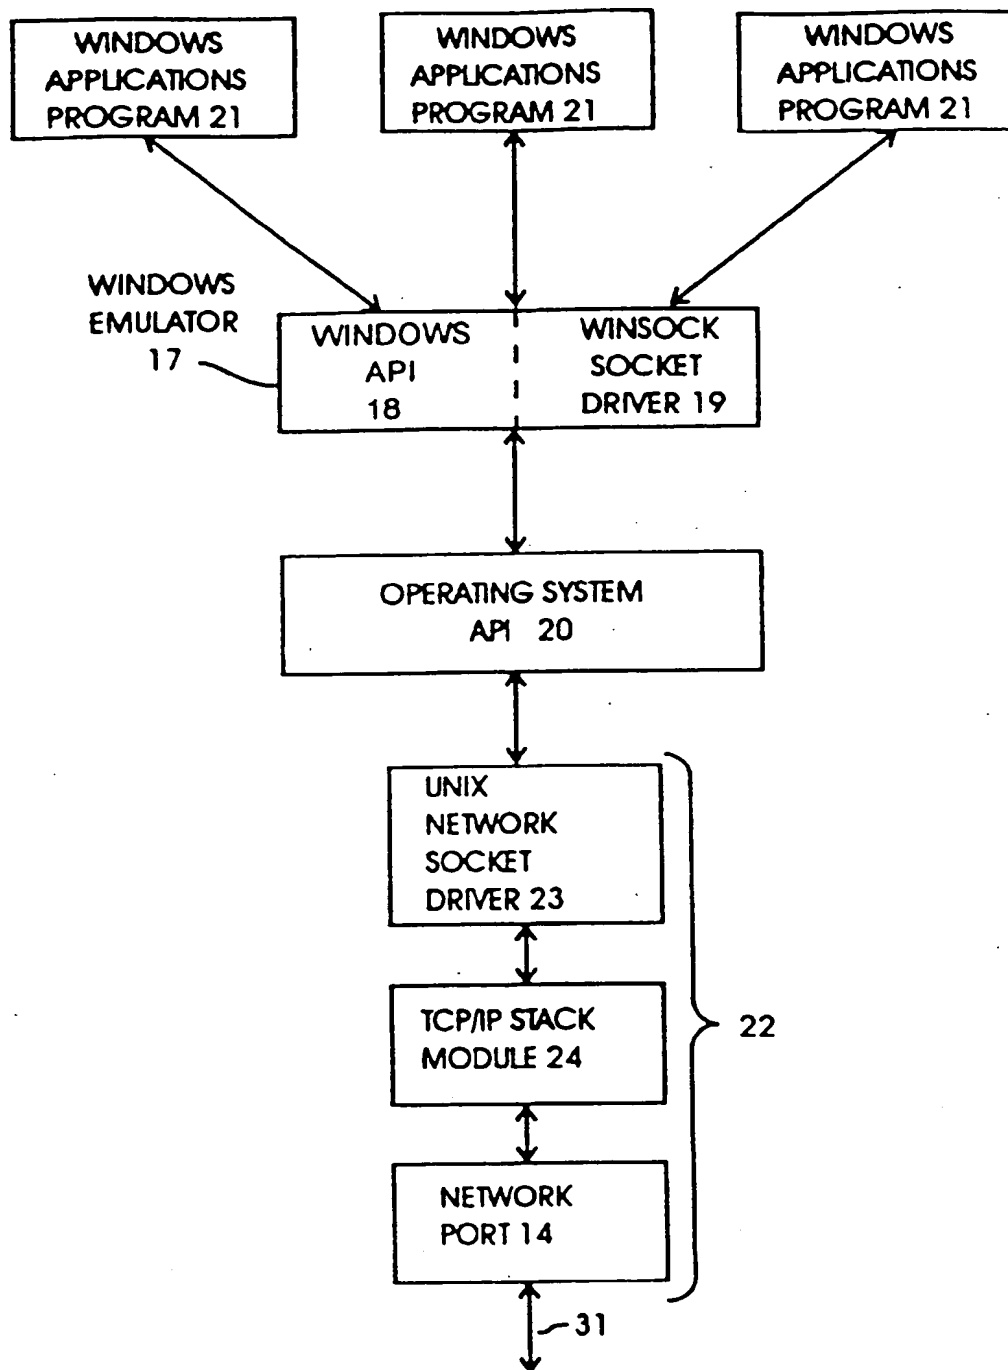 WINDOWS
APPLICATIONS
PROGRAM 21
WINDOWS
APPLICATIONS
PROGRAM 21
WINDOWS
APPLICATIONS
PROGRAM 21
WINDOWS
EMULATOR
17
WINDOWS
API
18
WINSOCK
SOCKET
DRIVER 19
OPERATING SYSTEM
API 20
UNIX
NETWORK
SOCKET
DRIVER 23
TCP/IP STACK
MODULE 24
22
NETWORK
PORT 14
31